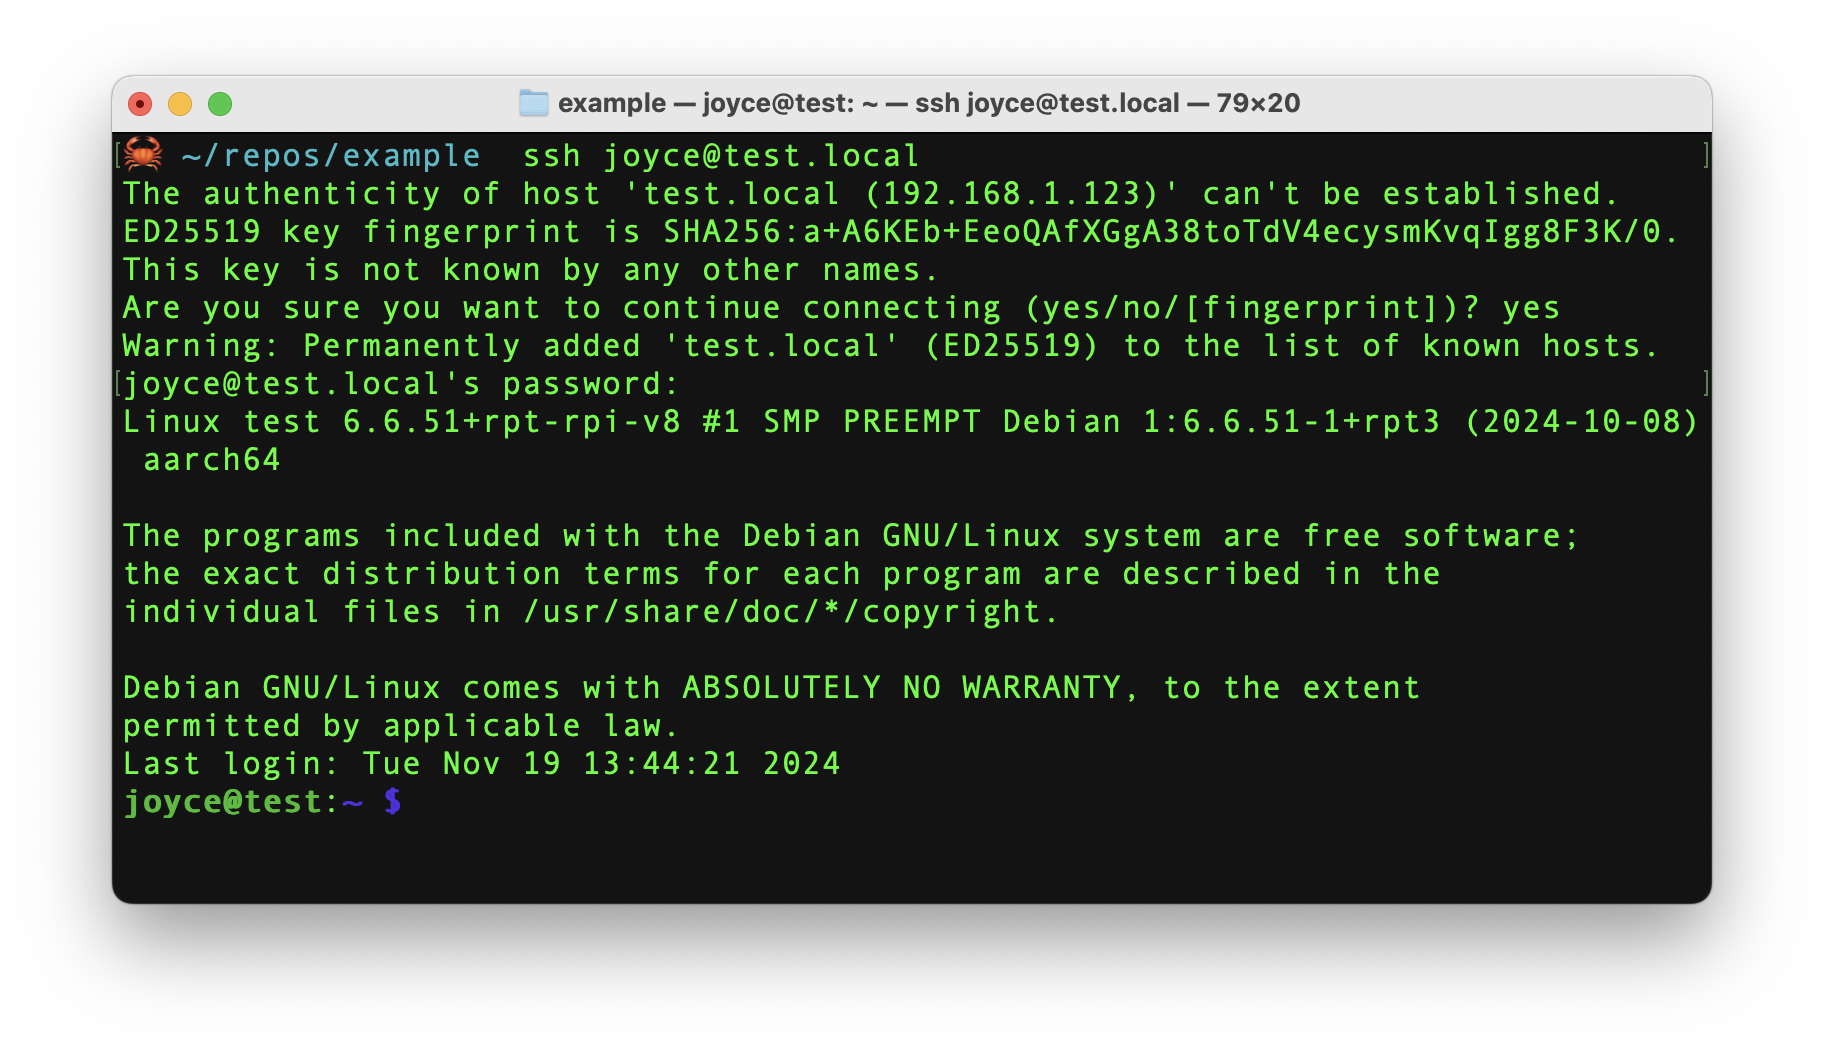 example — joyce@test: ~ — ssh joyce@test.local — 79×20
[🦀 ~/repos/example  ssh joyce@test.local ]
The authenticity of host 'test.local (192.168.1.123)' can't be established.
ED25519 key fingerprint is SHA256:a+A6KEb+EeoQAfXGgA38toTdV4ecysmKvqIgg8F3K/0.
This key is not known by any other names.
Are you sure you want to continue connecting (yes/no/[fingerprint])? yes
Warning: Permanently added 'test.local' (ED25519) to the list of known hosts.
[joyce@test.local's password: ]
Linux test 6.6.51+rpt-rpi-v8 #1 SMP PREEMPT Debian 1:6.6.51-1+rpt3 (2024-10-08)
 aarch64

The programs included with the Debian GNU/Linux system are free software;
the exact distribution terms for each program are described in the
individual files in /usr/share/doc/*/copyright.

Debian GNU/Linux comes with ABSOLUTELY NO WARRANTY, to the extent
permitted by applicable law.
Last login: Tue Nov 19 13:44:21 2024
joyce@test:~ $